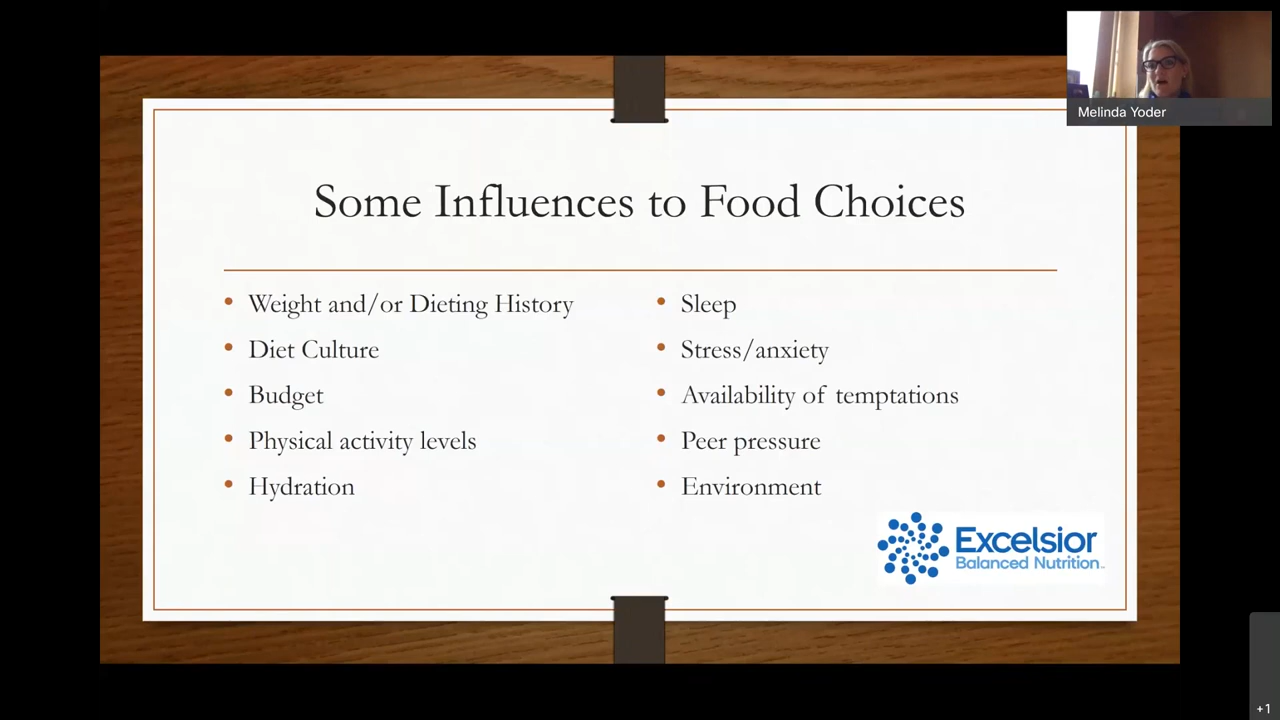 Melinda Yoder
Some Influences to Food Choices
• Weight and/or Dieting History
• Diet Culture
• Budget
• Physical activity levels
• Hydration
• Sleep
• Stress/anxiety
• Availability of temptations
• Peer pressure
• Environment
Excelsior
Balanced Nutrition
+1